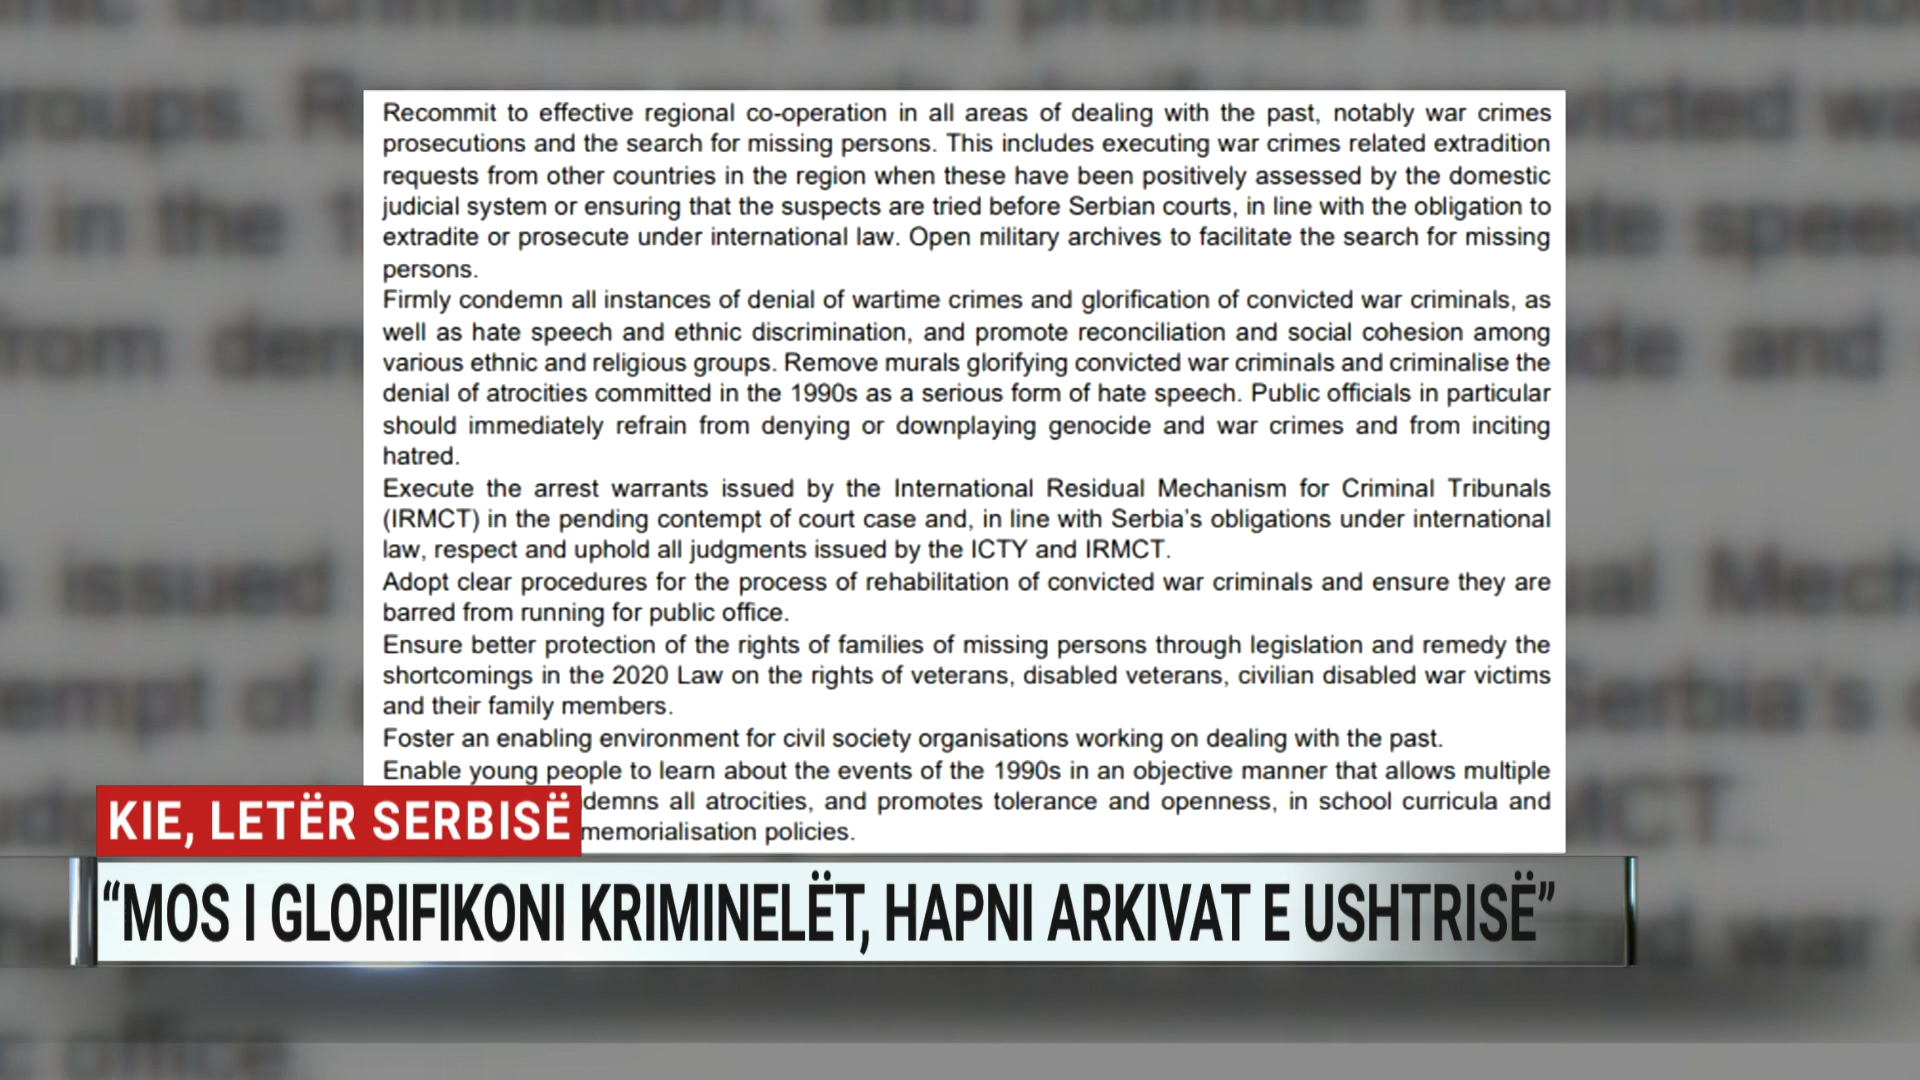 Recommit to effective regional co-operation in all areas of dealing with the past, notably war crimes
prosecutions and the search for missing persons. This includes executing war crimes related extradition
requests from other countries in the region when these have been positively assessed by the domestic
judicial system or ensuring that the suspects are tried before Serbian courts, in line with the obligation to
extradite or prosecute under international law. Open military archives to facilitate the search for missing
persons.
Firmly condemn all instances of denial of wartime crimes and glorification of convicted war criminals, as
well as hate speech and ethnic discrimination, and promote reconciliation and social cohesion among
various ethnic and religious groups. Remove murals glorifying convicted war criminals and criminalise the
denial of atrocities committed in the 1990s as a serious form of hate speech. Public officials in particular
should immediately refrain from denying or downplaying genocide and war crimes and from inciting
hatred.
Execute the arrest warrants issued by the International Residual Mechanism for Criminal Tribunals
(IRMCT) in the pending contempt of court case and, in line with Serbia's obligations under international
law, respect and uphold all judgments issued by the ICTY and IRMCT.
Adopt clear procedures for the process of rehabilitation of convicted war criminals and ensure they are
barred from running for public office.
Ensure better protection of the rights of families of missing persons through legislation and remedy the
shortcomings in the 2020 Law on the rights of veterans, disabled veterans, civilian disabled war victims
and their family members.
Foster an enabling environment for civil society organisations working on dealing with the past.
Enable young people to learn about the events of the 1990s in an objective manner that allows multiple
demns all atrocities, and promotes tolerance and openness, in school curricula and
memorialisation policies.
KIE, LETËR SERBISË
“MOS I GLORIFIKONI KRIMINELËT, HAPNI ARKIVAT E USHTRISË”